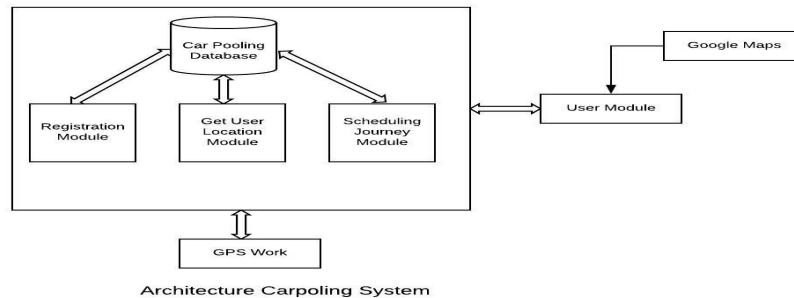 Car Pooling
Database
Google Maps
User Module
Registration
Module
Get User
Location
Module
Scheduling
Journey
Module
GPS Work
Architecture Carpoling System